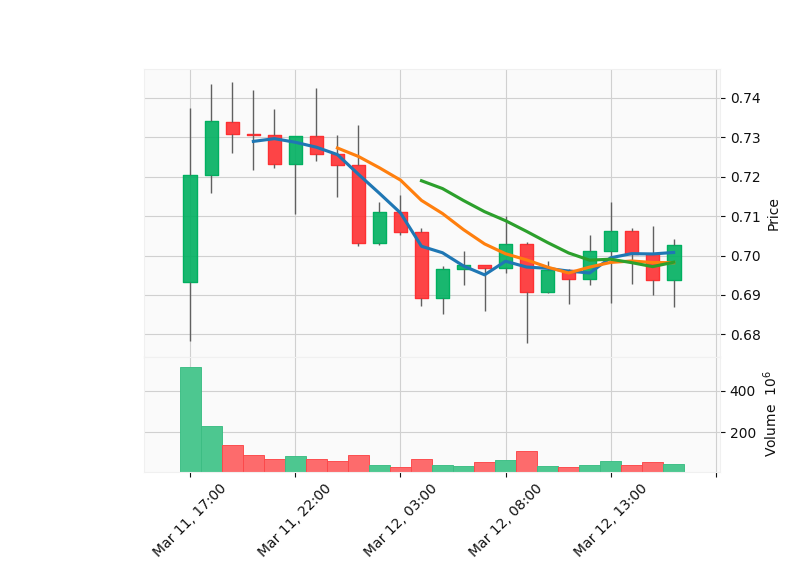 0.74
0.73
0.72
0.71
0.70
0.69
0.68
Price
400
200
Volume 10^6
Mar 11, 17:00
Mar 11, 22:00
Mar 12, 03:00
Mar 12, 08:00
Mar 12, 13:00